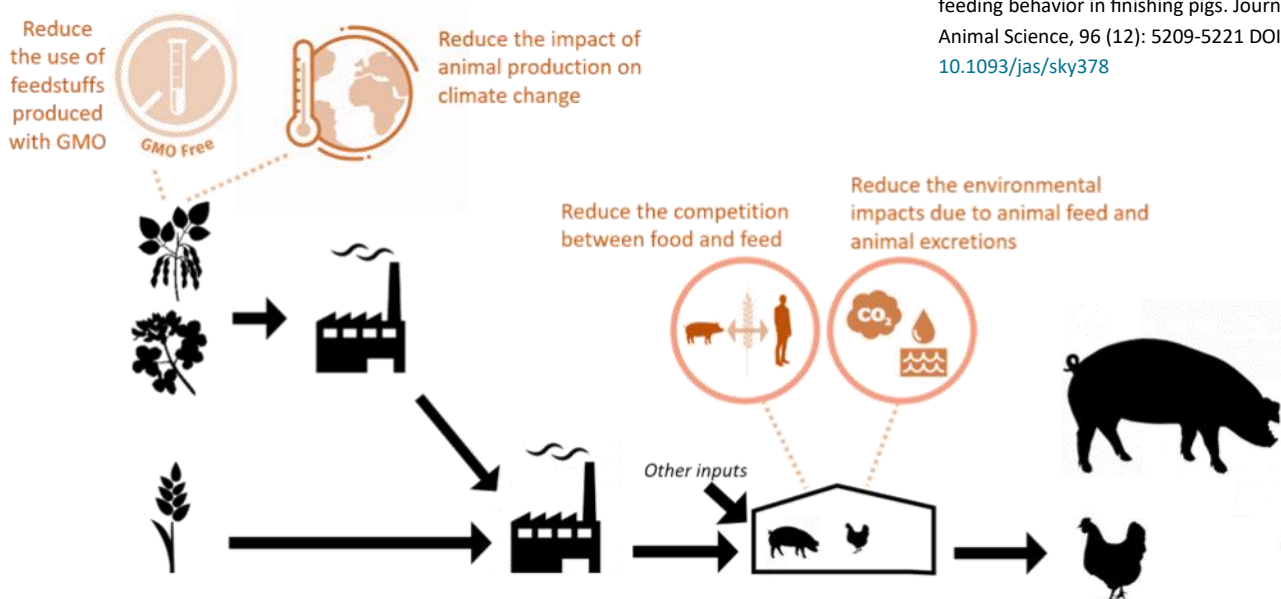 feeding behavior in finishing pigs. Journ
Animal Science, 96 (12): 5209-5221 DOI
10.1093/jas/sky378
Reduce
the use of
feedstuffs
produced
with GMO
GMO Free
Reduce the impact of
animal production on
climate change
Reduce the competition
between food and feed
Reduce the environmental
impacts due to animal feed and
animal excretions
CO₂
Other inputs